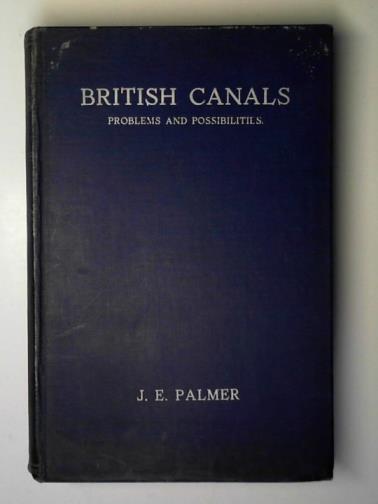 BRITISH CANALS
PROBLEMS AND POSSIBILITIES.
J. E. PALMER